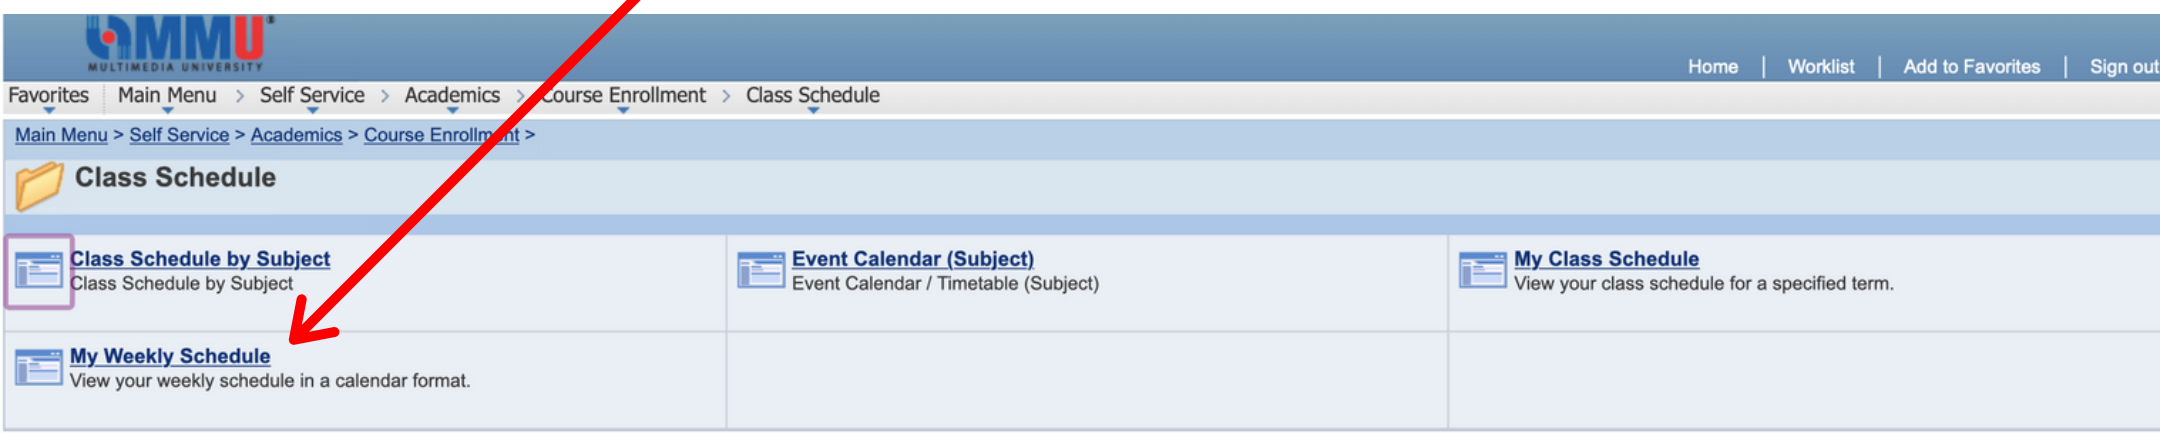 MMU
MULTIMEDIA UNIVERSITY
Home | Worklist | Add to Favorites | Sign out
Favorites Main Menu > Self Service > Academics > Course Enrollment > Class Schedule
Main Menu > Self Service > Academics > Course Enrollment >
Class Schedule
Class Schedule by Subject
Class Schedule by Subject
Event Calendar (Subject)
Event Calendar / Timetable (Subject)
My Class Schedule
View your class schedule for a specified term.
My Weekly Schedule
View your weekly schedule in a calendar format.